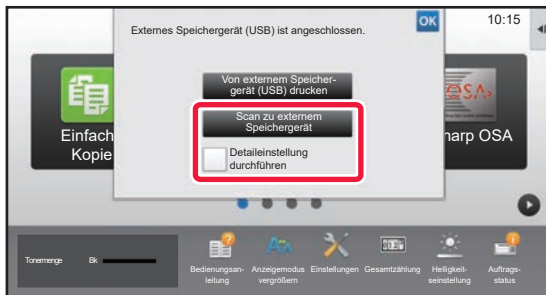 Externes Speichergerät (USB) ist angeschlossen.
OK
10:15
Von externem Speicher-
gerät (USB) drucken
Scan zu externem
Speichergerät
Detaileinstellung
durchführen
Einfach
Kopie
harp OSA
Tonermenge
Bk
Bedienungsan-
leitung
Anzeigemodus
vergrößern
Einstellungen
Gesamtzählung
Helligkeit-
seinstellung
Auftrags-
status